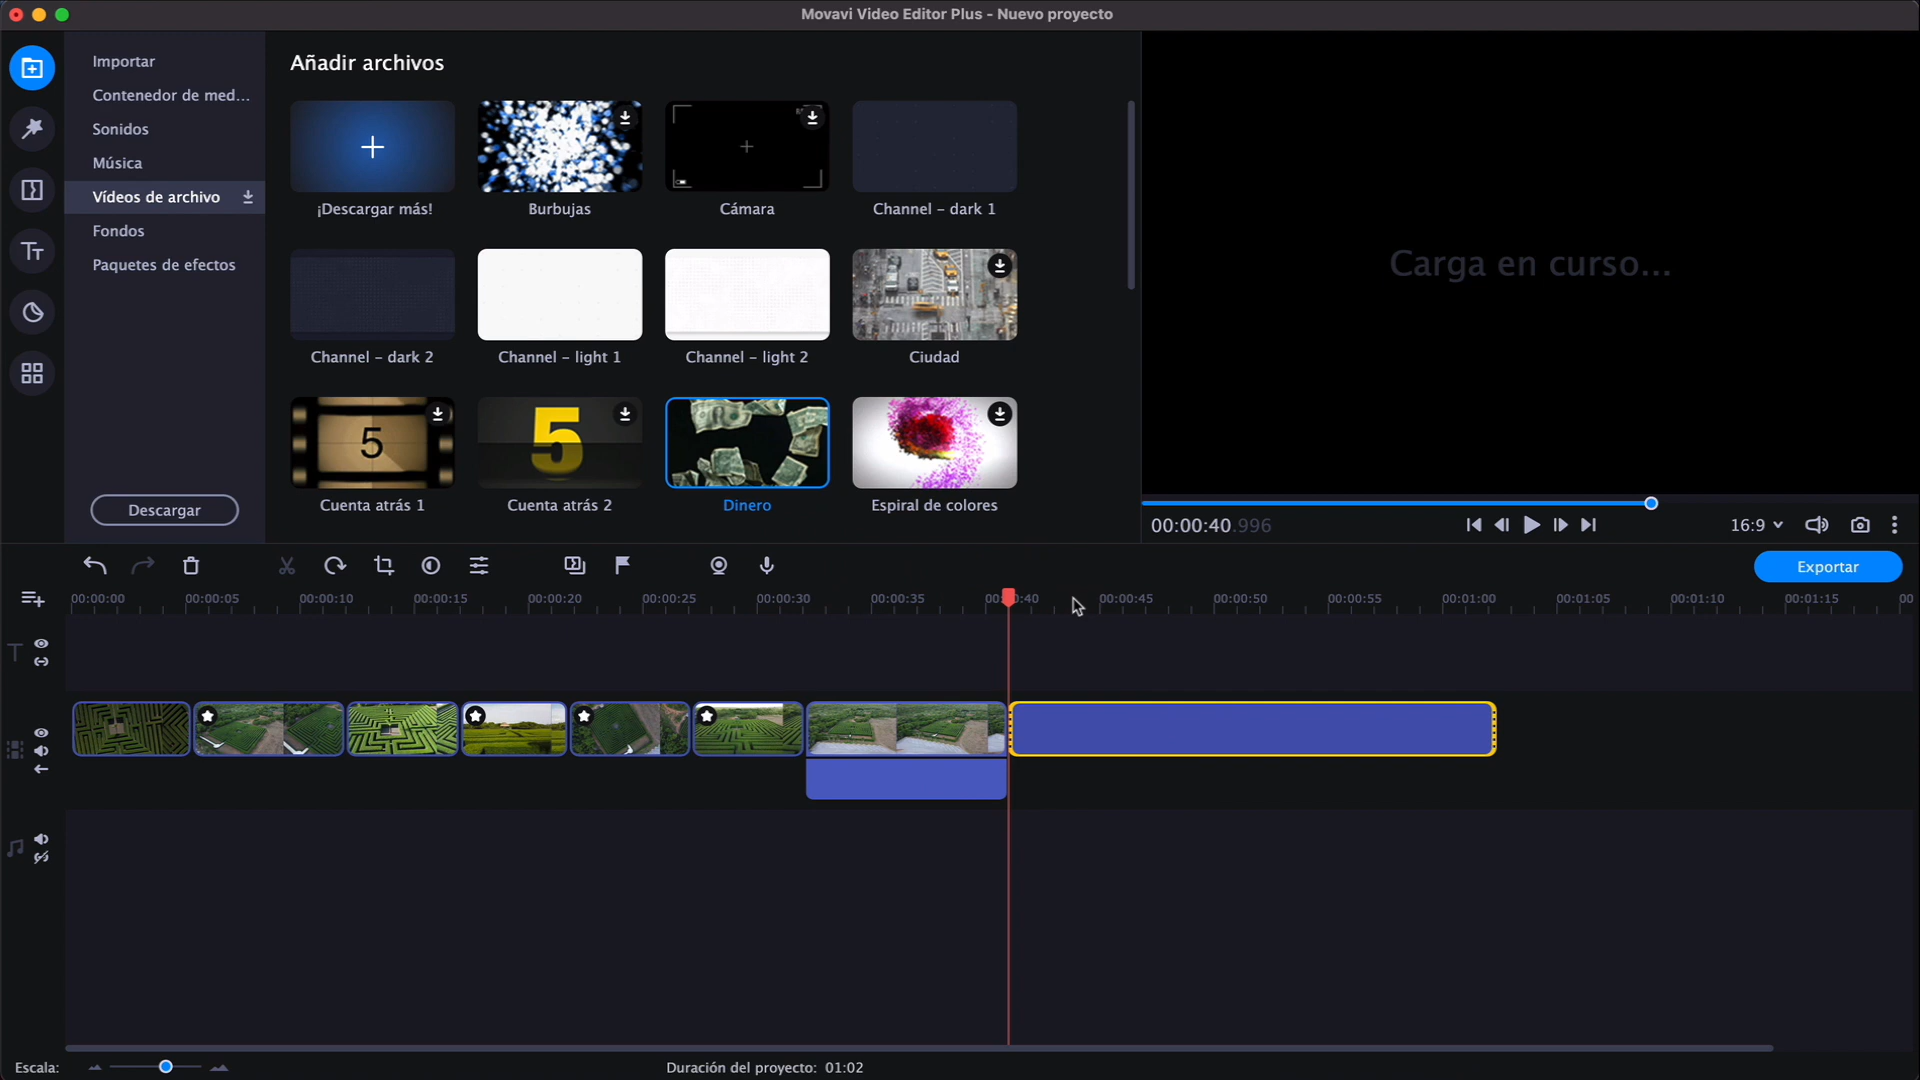 Movavi Video Editor Plus - Nuevo proyecto
Importar
Contenedor de med...
Sonidos
Música
Vídeos de archivo
Fondos
Paquetes de efectos
Descargar
Añadir archivos
¡Descargar más!
Burbujas
Cámara
Channel – dark 1
Channel – dark 2
Channel – light 1
Channel – light 2
Ciudad
5
5
Cuenta atrás 1
Cuenta atrás 2
Dinero
Espiral de colores
Carga en curso...
00:00:40.996
16:9
Exportar
00:00:00
00:00:05
00:00:10
00:00:15
00:00:20
00:00:25
00:00:30
00:00:35
00:00:45
00:00:50
00:00:55
00:01:00
00:01:05
00:01:10
00:01:15
00
Escala:
Duración del proyecto: 01:02